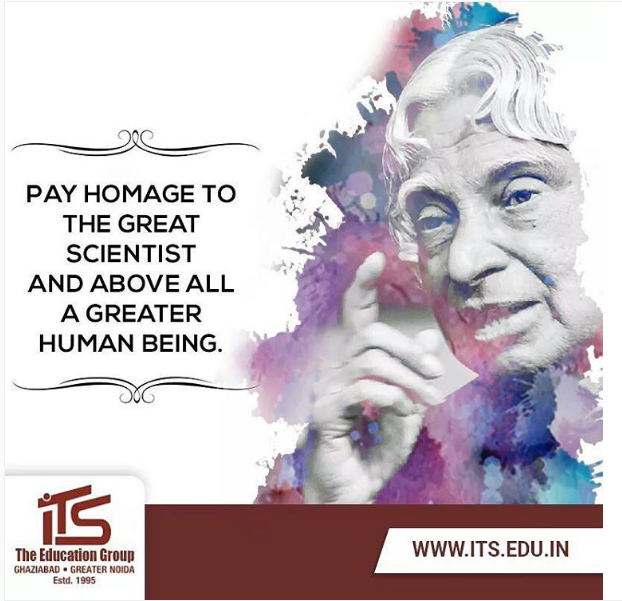 PAY HOMAGE TO
THE GREAT
SCIENTIST
AND ABOVE ALL
A GREATER
HUMAN BEING.
iTS
The Education Group
GHAZIABAD • GREATER NOIDA
Estd. 1995
WWW.ITS.EDU.IN